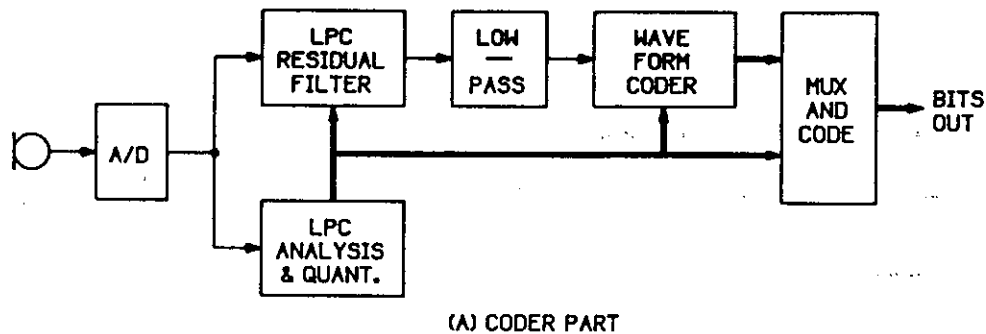 LPC
RESIDUAL
FILTER
LOW
PASS
WAVE
FORM
CODER
MUX
AND
CODE
BITS
OUT
A/D
LPC
ANALYSIS
& QUANT.
(A) CODER PART